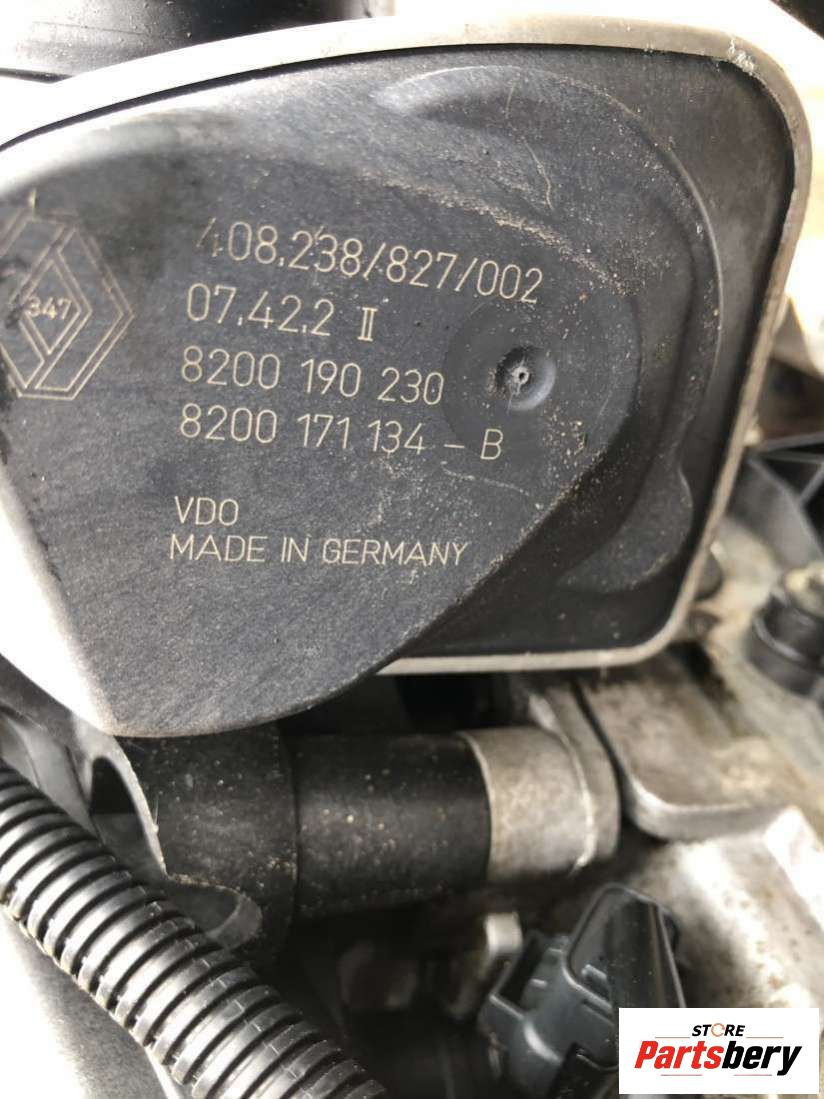 408.238/827/002
07.42.2 II
347
8200 190 230
8200 171 134 - B
VDO
MADE IN GERMANY
STORE
Partsbery